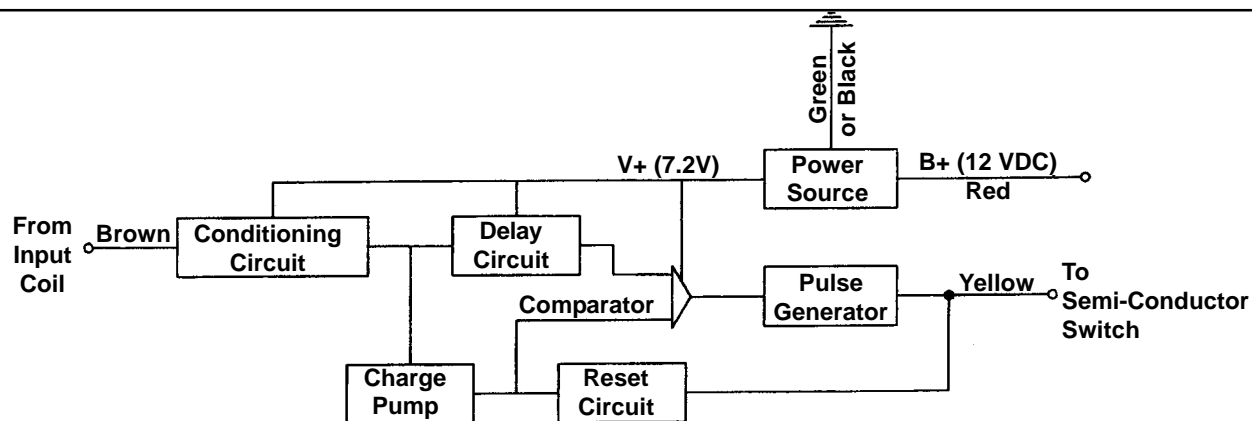 Green
or Black
V+ (7.2V)
Power
Source
B+ (12 VDC)
Red
From
Input
Coil
Brown
Conditioning
Circuit
Delay
Circuit
Comparator
Pulse
Generator
Yellow
To
Semi-Conductor
Switch
Charge
Pump
Reset
Circuit